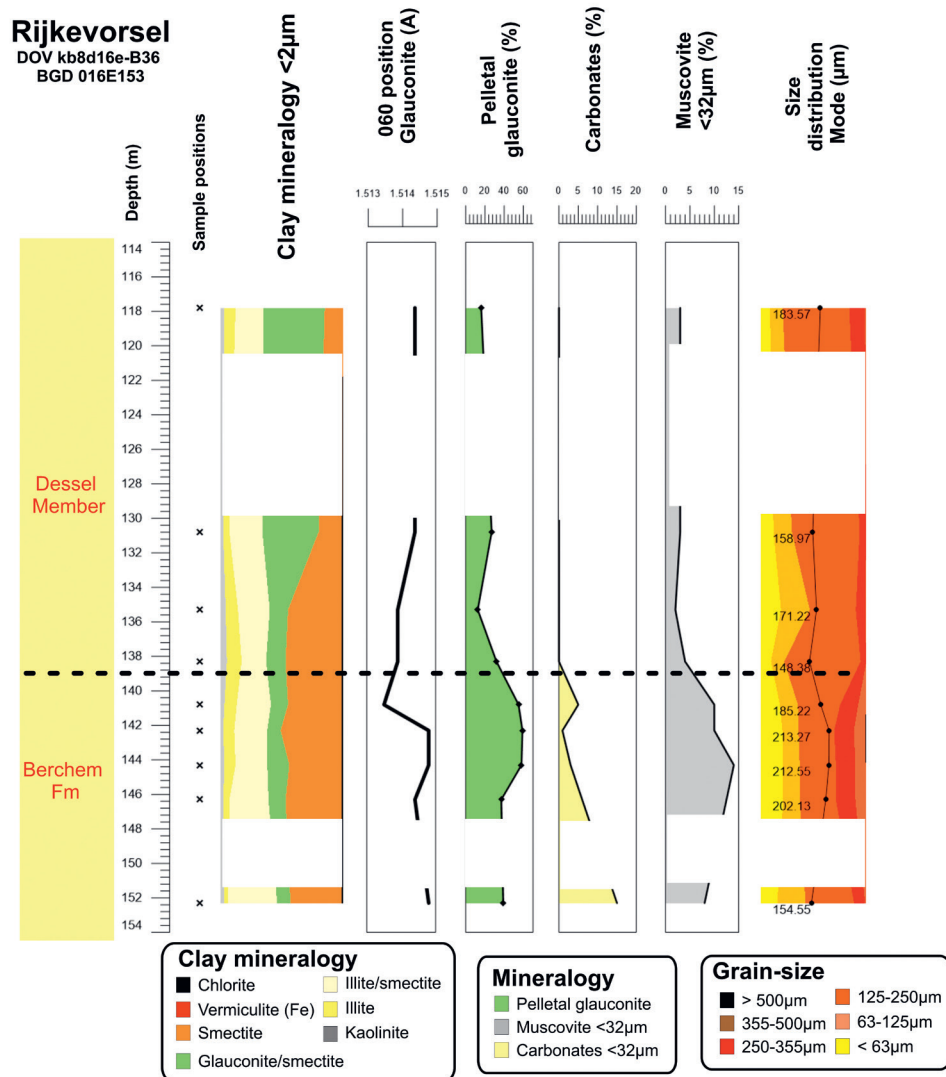 Rijkevorsel
DOV kb8d16e-B36
BGD 016E153
Depth (m)
Sample positions
Clay mineralogy <2µm
060 position
Glauconite (A)
Pelletal
glauconite (%)
Carbonates (%)
Muscovite
<32µm (%)
Size
distribution
Mode (µm)
1.513 1.514 1.515
0 20 40 60
0 5 10 15 20
0 5 10 15
114
116
118
120
122
124
126
128
130
132
134
136
138
140
142
144
146
148
150
152
154
Dessel
Member
Berchem
Fm
183.57
158.97
171.22
148.38
185.22
213.27
212.55
202.13
154.55
Clay mineralogy
Chlorite
Vermiculite (Fe)
Smectite
Glauconite/smectite
Illite/smectite
Illite
Kaolinite
Mineralogy
Pelletal glauconite
Muscovite <32µm
Carbonates <32µm
Grain-size
> 500µm
355-500µm
250-355µm
125-250µm
63-125µm
< 63µm